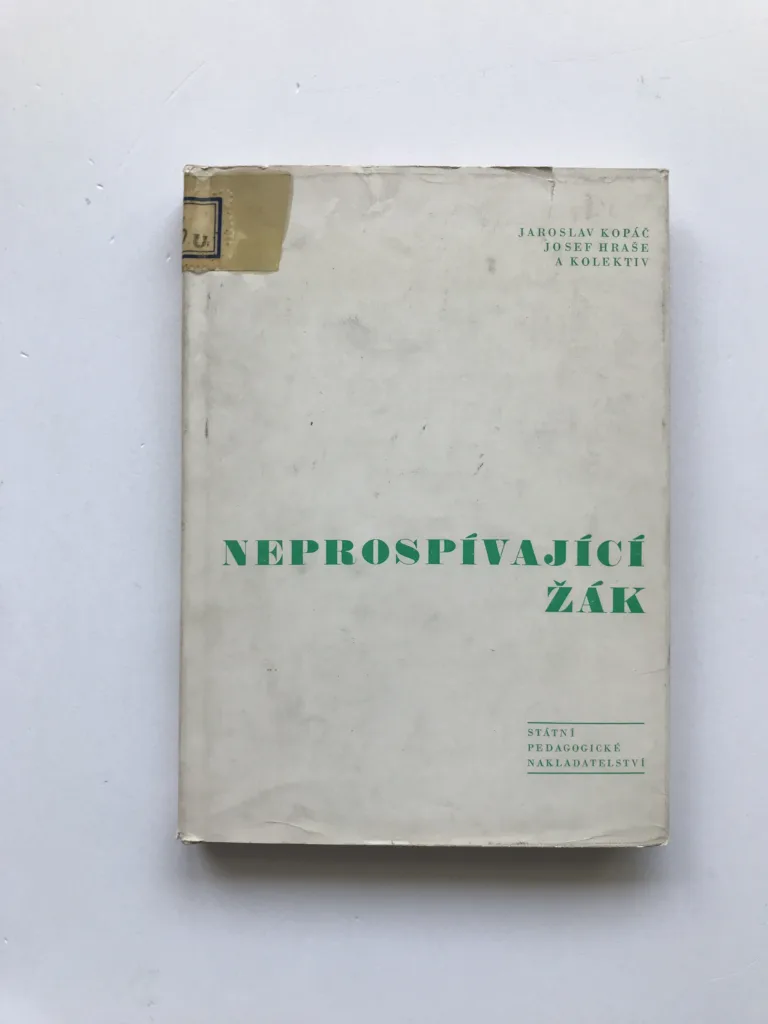 JAROSLAV KOPÁČ
JOSEF HRAŠE
A KOLEKTIV
NEPROSPÍVAJÍCÍ
ŽÁK
STÁTNÍ
PEDAGOGICKÉ
NAKLADATELSTVÍ